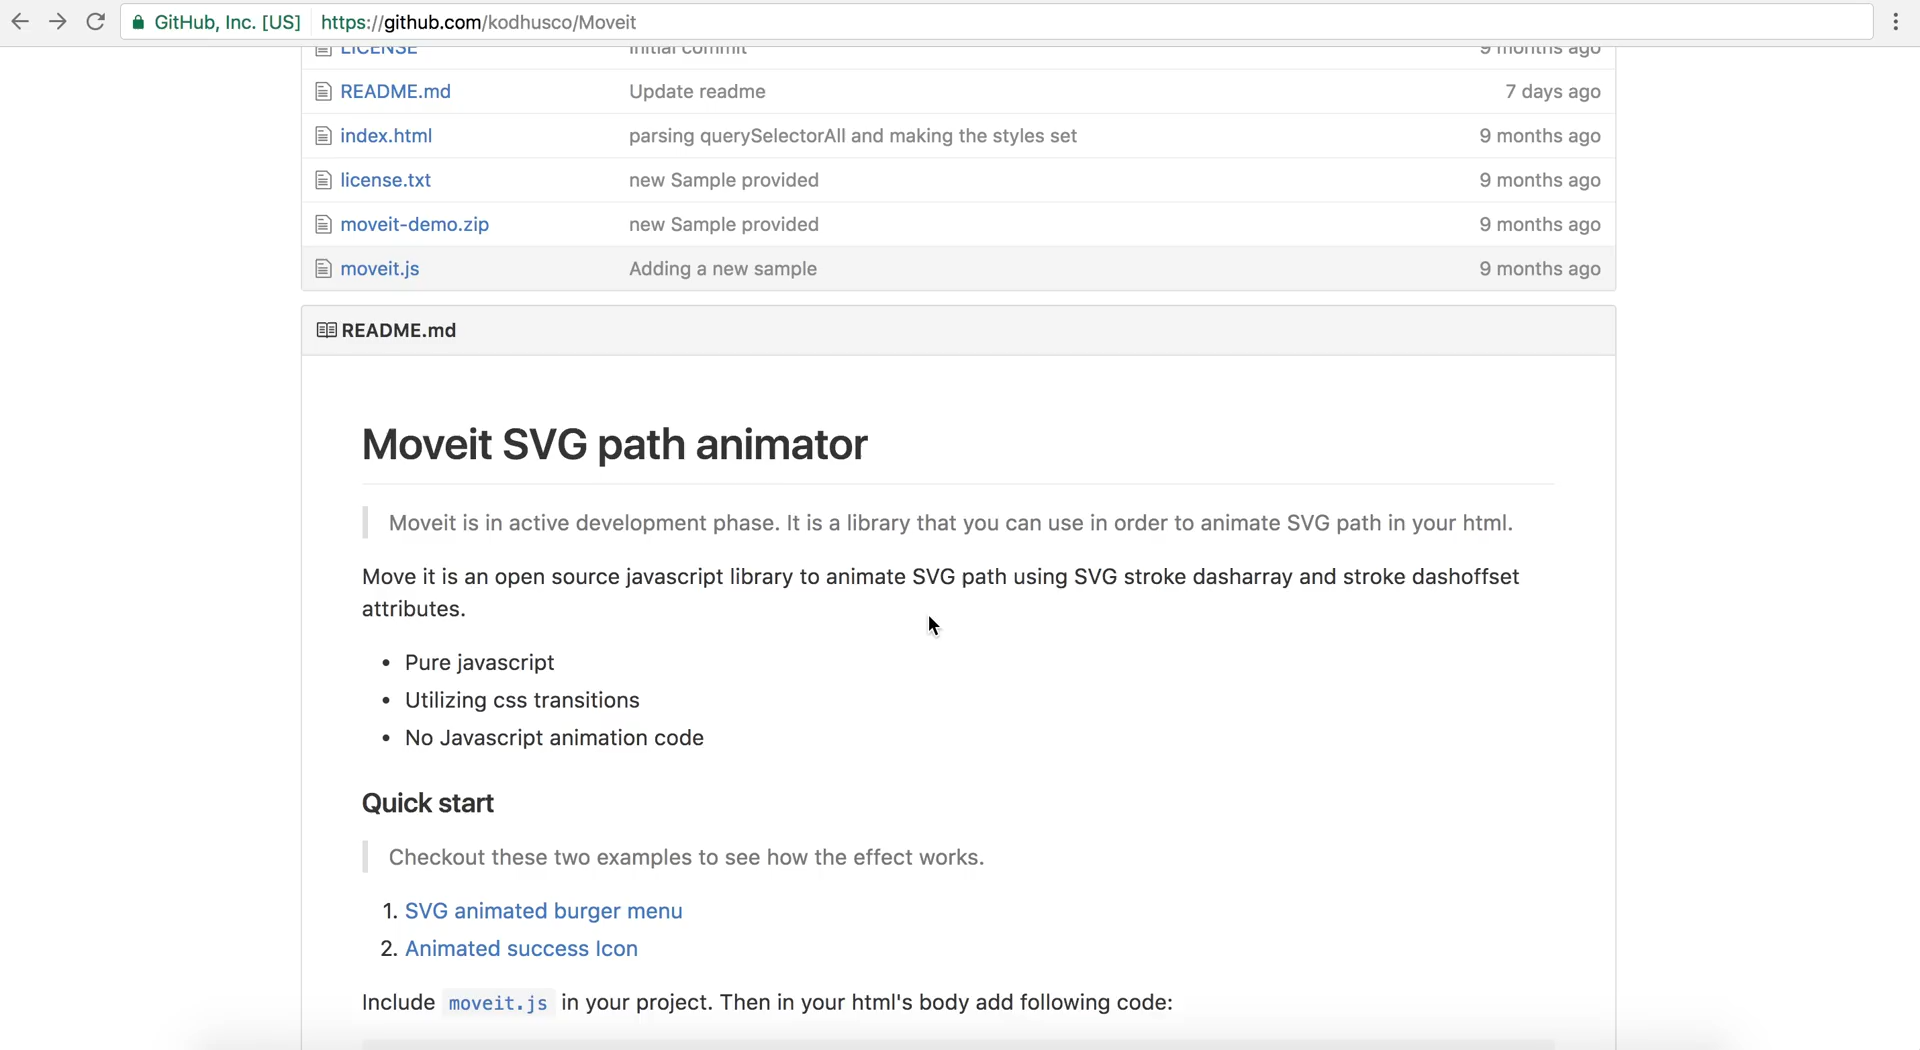 GitHub, Inc. [US] https://github.com/kodhusco/Moveit
LICENSE Initial commit 9 months ago
README.md Update readme 7 days ago
index.html parsing querySelectorAll and making the styles set 9 months ago
license.txt new Sample provided 9 months ago
moveit-demo.zip new Sample provided 9 months ago
moveit.js Adding a new sample 9 months ago
README.md
Moveit SVG path animator
Moveit is in active development phase. It is a library that you can use in order to animate SVG path in your html.
Move it is an open source javascript library to animate SVG path using SVG stroke dasharray and stroke dashoffset
attributes.
• Pure javascript
• Utilizing css transitions
• No Javascript animation code
Quick start
Checkout these two examples to see how the effect works.
1. SVG animated burger menu
2. Animated success Icon
Include moveit.js in your project. Then in your html's body add following code: